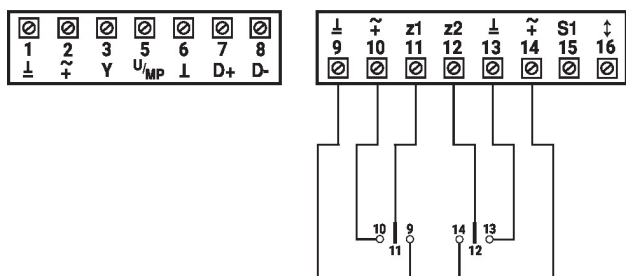 1 2 3 5 6 7 8
⊥ ~+ Y U/MP ⊥ D+ D-
⊥ ~+ z1 z2 ⊥ ~+ S1 ↕
9 10 11 12 13 14 15 16
10 9 14 13
11 12